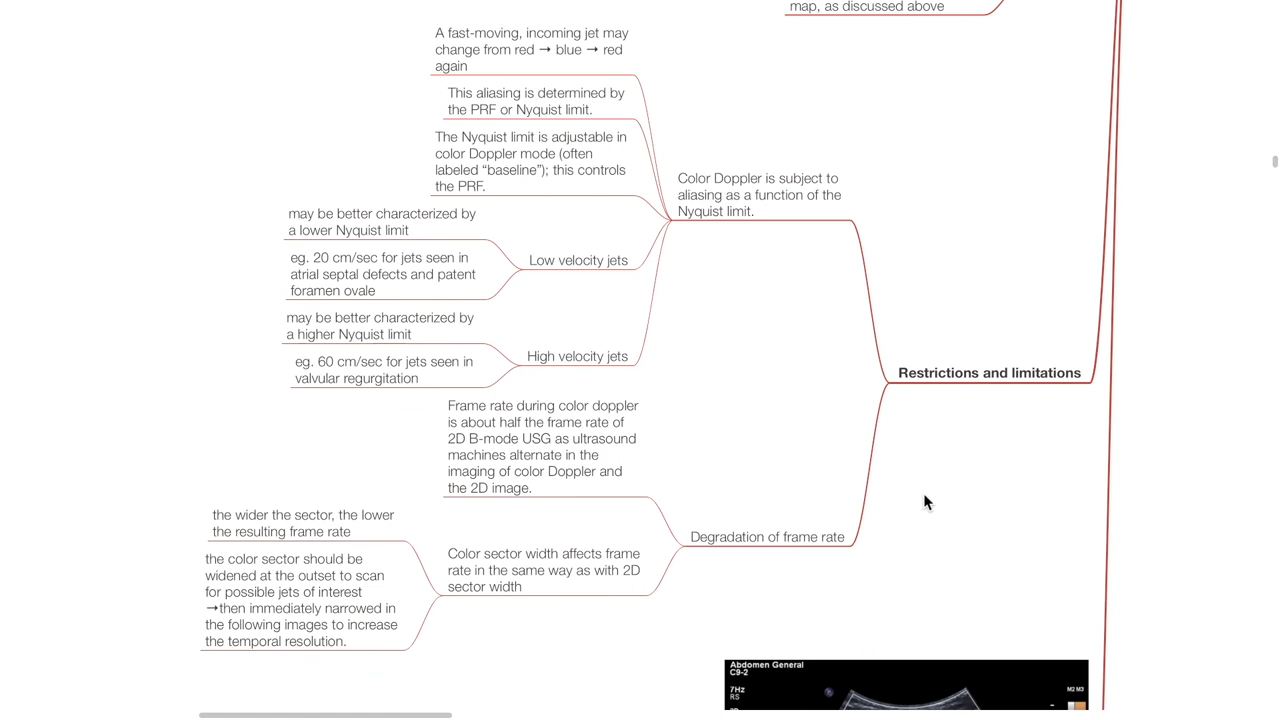 map, as discussed above
A fast-moving, incoming jet may
change from red → blue → red
again
This aliasing is determined by
the PRF or Nyquist limit.
The Nyquist limit is adjustable in
color Doppler mode (often
labeled “baseline”); this controls
the PRF.
Color Doppler is subject to
aliasing as a function of the
Nyquist limit.
may be better characterized by
a lower Nyquist limit
eg. 20 cm/sec for jets seen in
atrial septal defects and patent
foramen ovale
Low velocity jets
may be better characterized by
a higher Nyquist limit
eg. 60 cm/sec for jets seen in
valvular regurgitation
High velocity jets
Restrictions and limitations
Frame rate during color doppler
is about half the frame rate of
2D B-mode USG as ultrasound
machines alternate in the
imaging of color Doppler and
the 2D image.
Degradation of frame rate
the wider the sector, the lower
the resulting frame rate
the color sector should be
widened at the outset to scan
for possible jets of interest
→then immediately narrowed in
the following images to increase
the temporal resolution.
Color sector width affects frame
rate in the same way as with 2D
sector width
Abdomen General
C9-2
7Hz
RS
M2 M3